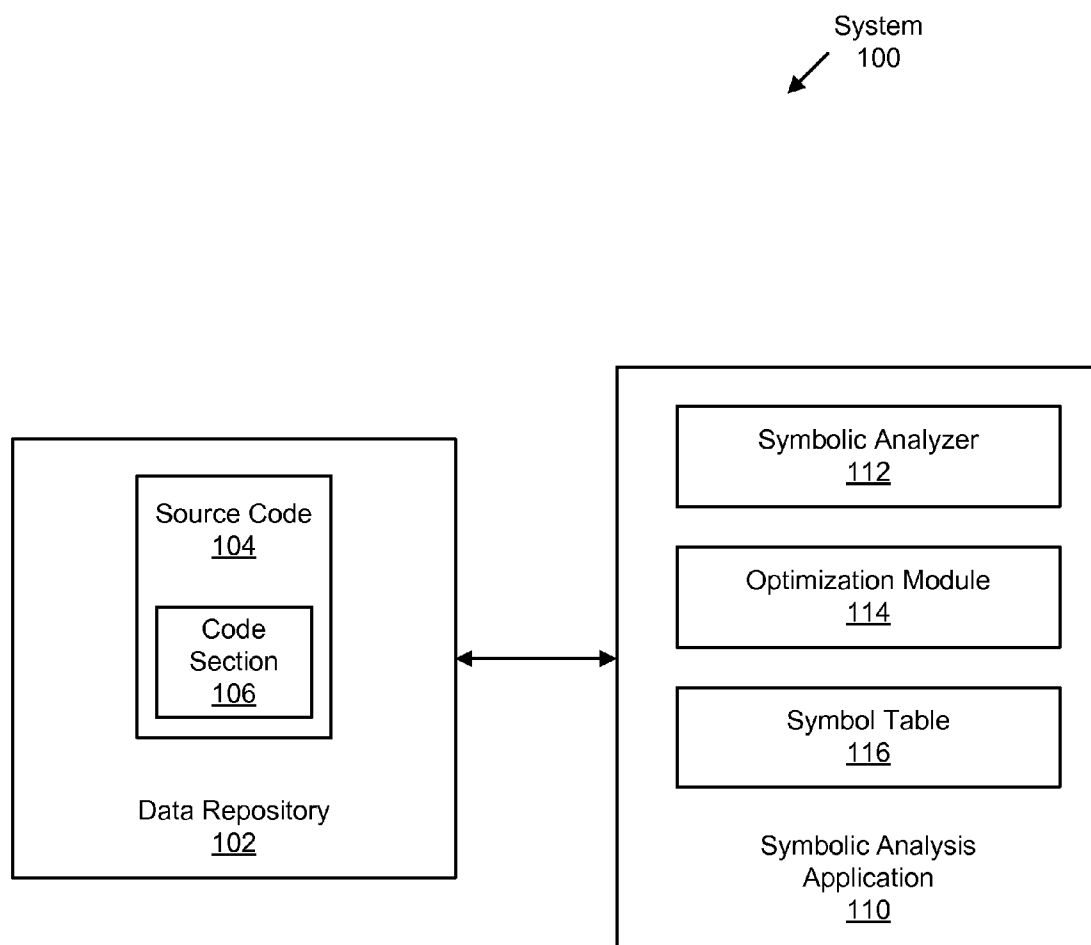 System
100
Source Code
104
Code
Section
106
Data Repository
102
Symbolic Analyzer
112
Optimization Module
114
Symbol Table
116
Symbolic Analysis
Application
110